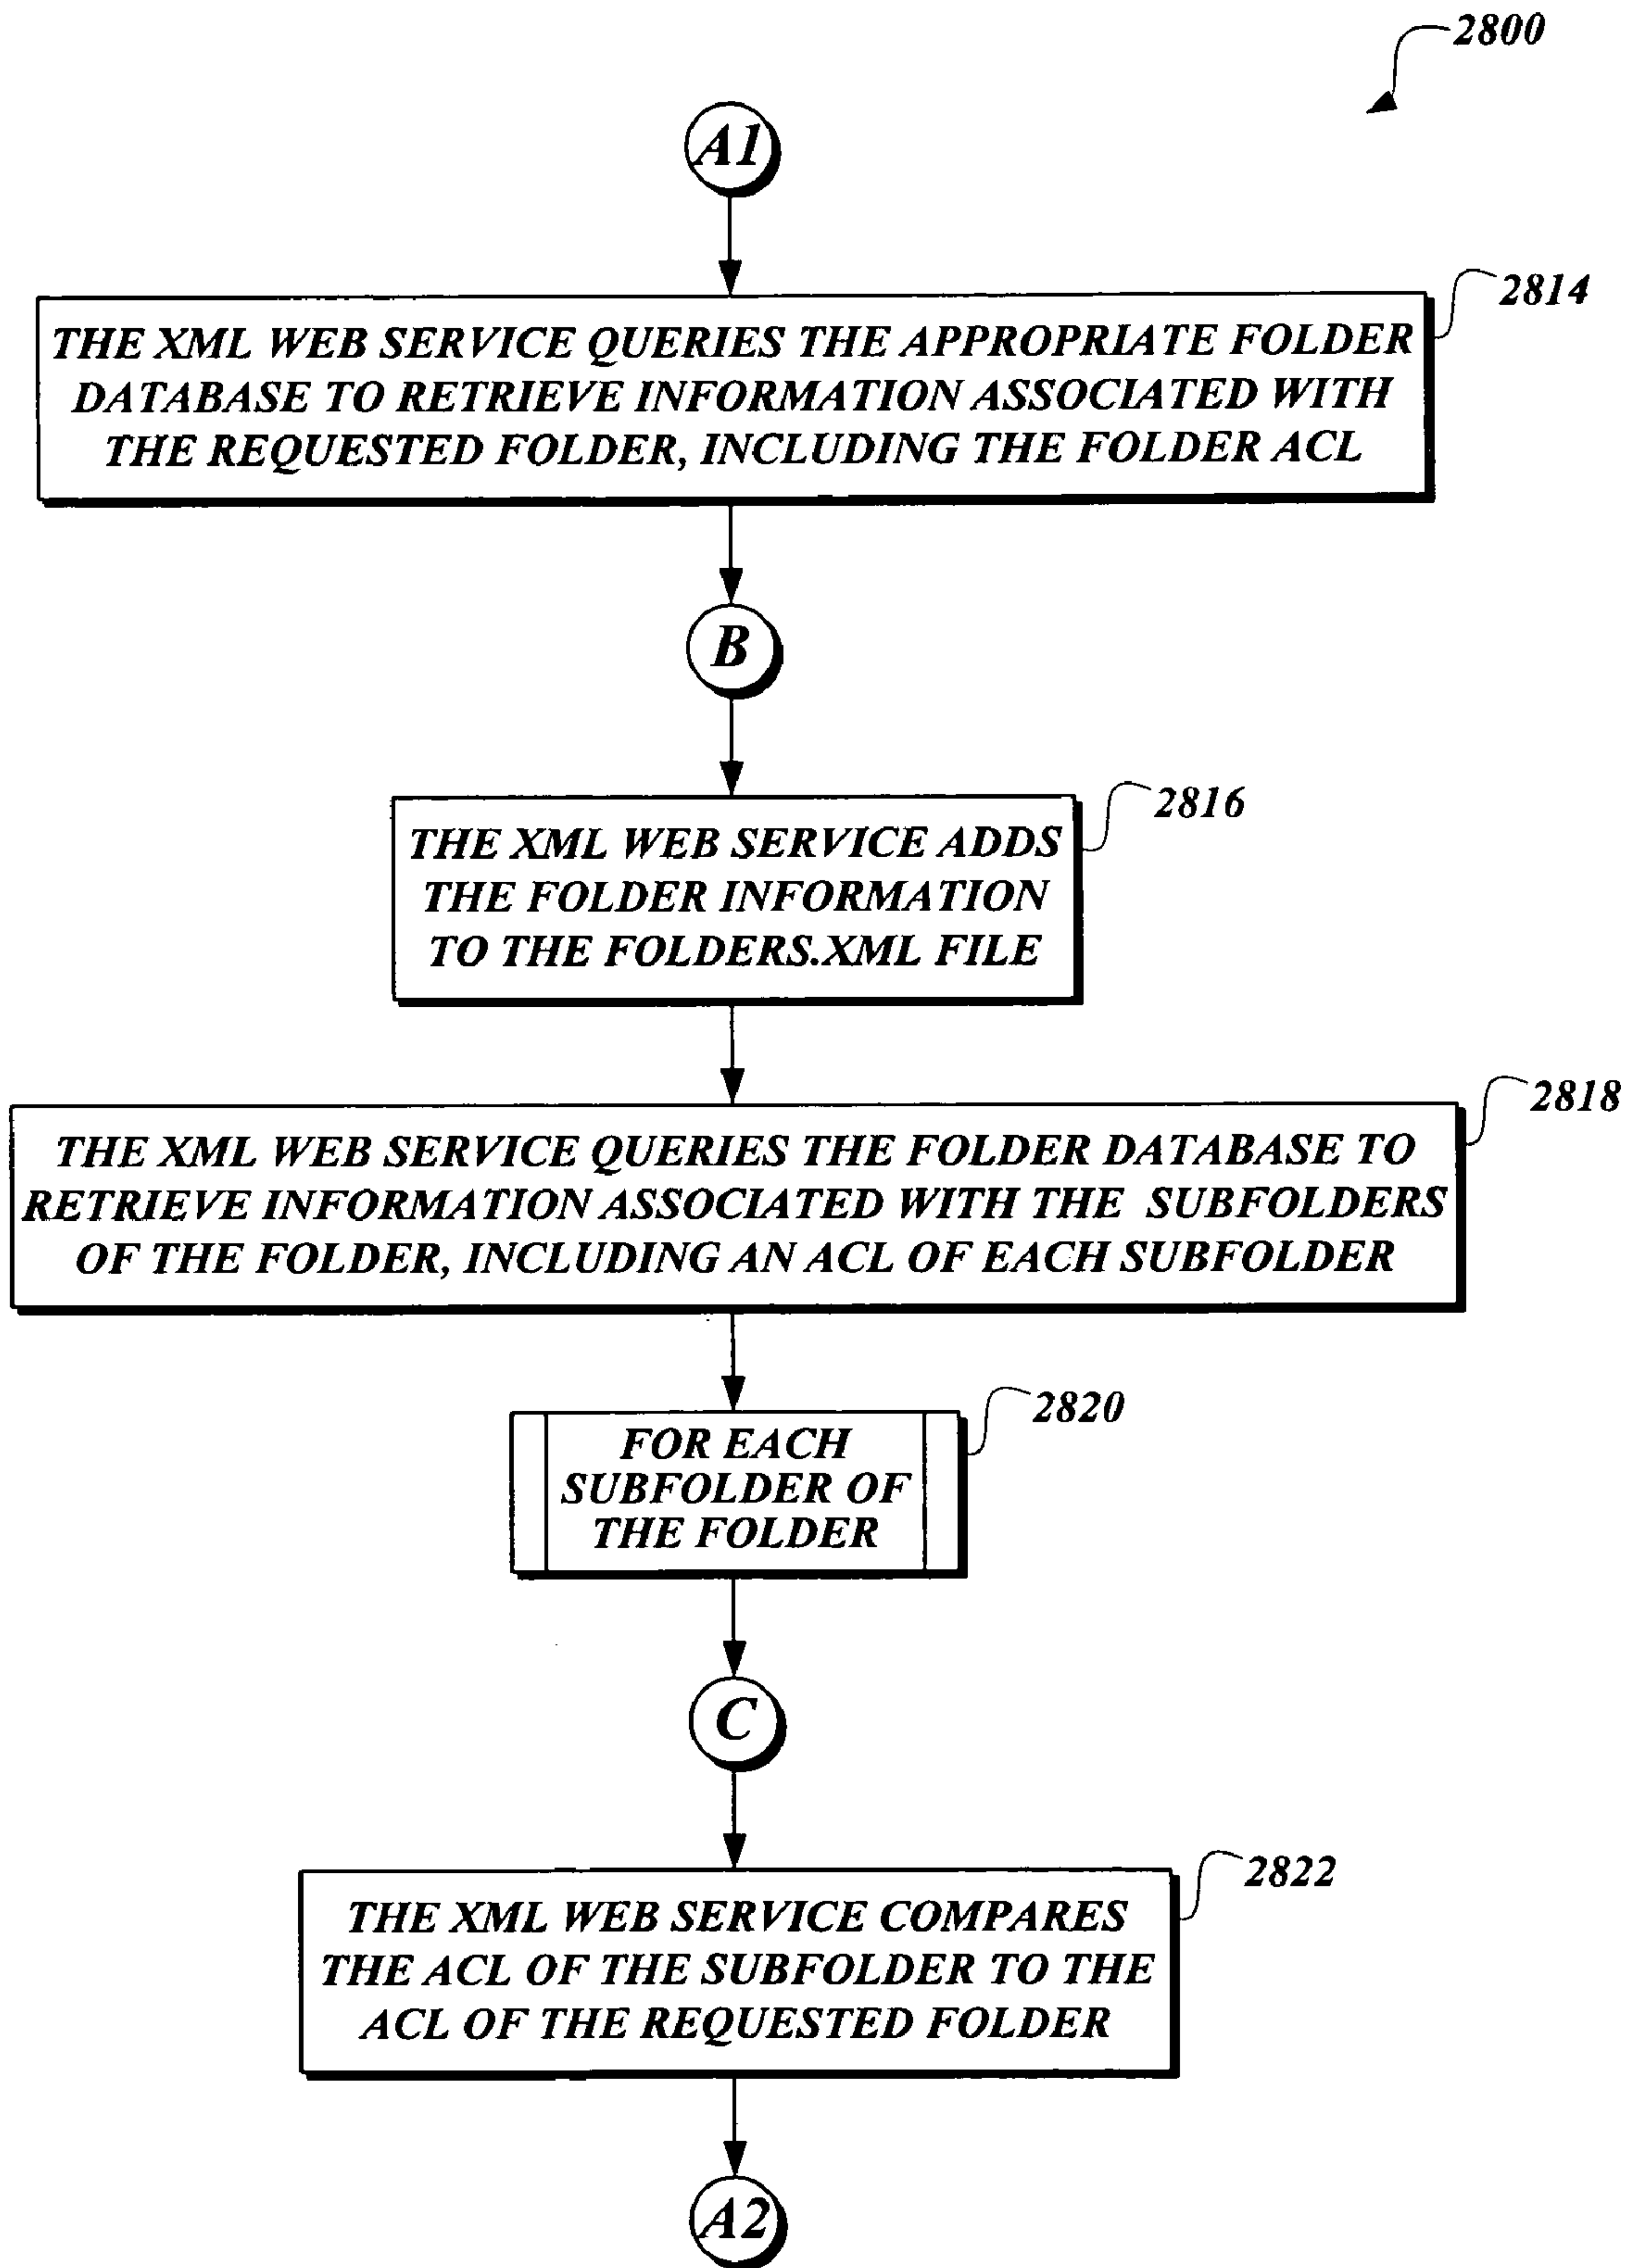 2800
A1
2814
THE XML WEB SERVICE QUERIES THE APPROPRIATE FOLDER
DATABASE TO RETRIEVE INFORMATION ASSOCIATED WITH
THE REQUESTED FOLDER, INCLUDING THE FOLDER ACL
B
2816
THE XML WEB SERVICE ADDS
THE FOLDER INFORMATION
TO THE FOLDERS.XML FILE
2818
THE XML WEB SERVICE QUERIES THE FOLDER DATABASE TO
RETRIEVE INFORMATION ASSOCIATED WITH THE SUBFOLDERS
OF THE FOLDER, INCLUDING AN ACL OF EACH SUBFOLDER
2820
FOR EACH
SUBFOLDER OF
THE FOLDER
C
2822
THE XML WEB SERVICE COMPARES
THE ACL OF THE SUBFOLDER TO THE
ACL OF THE REQUESTED FOLDER
A2